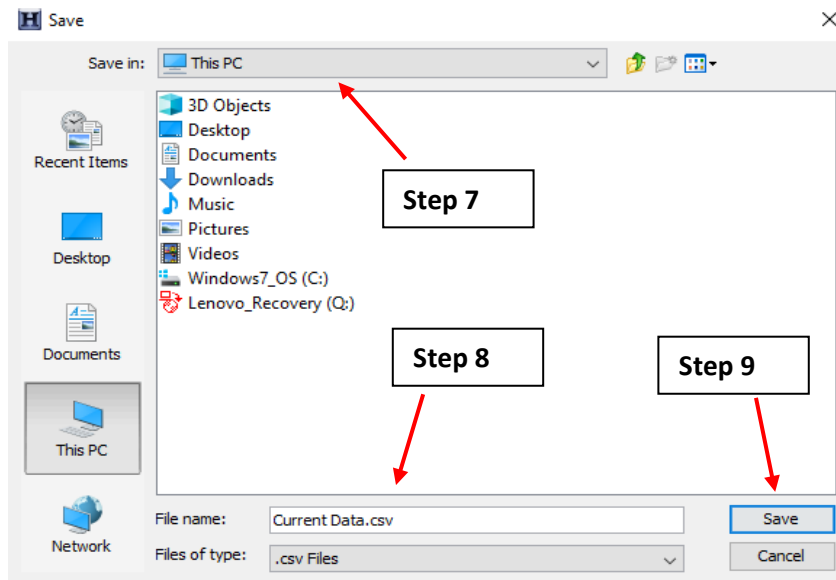 H Save
Save in: This PC
3D Objects
Desktop
Documents
Downloads
Music
Pictures
Videos
Windows7_OS (C:)
Lenovo_Recovery (Q:)
Recent Items
Desktop
Documents
This PC
Network
Step 7
Step 8
Step 9
File name: Current Data.csv Save
Files of type: .csv Files Cancel